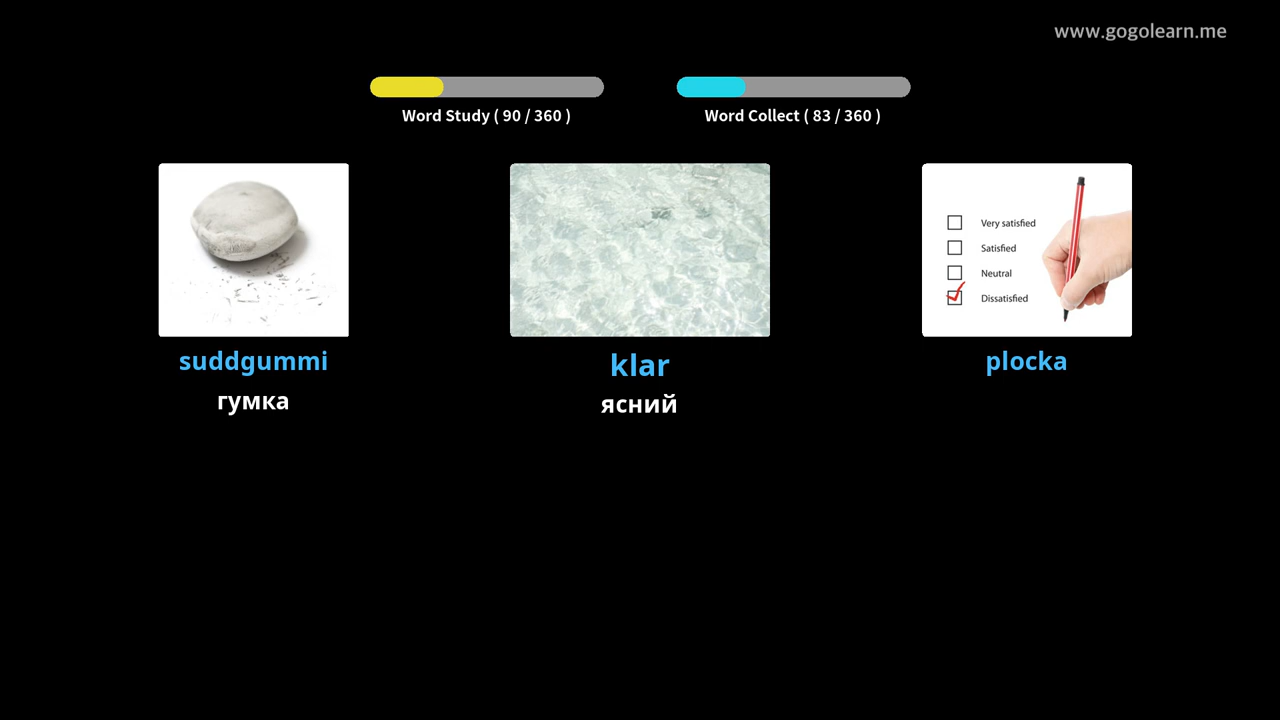 www.gogolearn.me
Word Study ( 90 / 360 )
Word Collect ( 83 / 360 )
Very satisfied
Satisfied
Neutral
Dissatisfied
suddgummi
klar
plocka
гумка
ясний